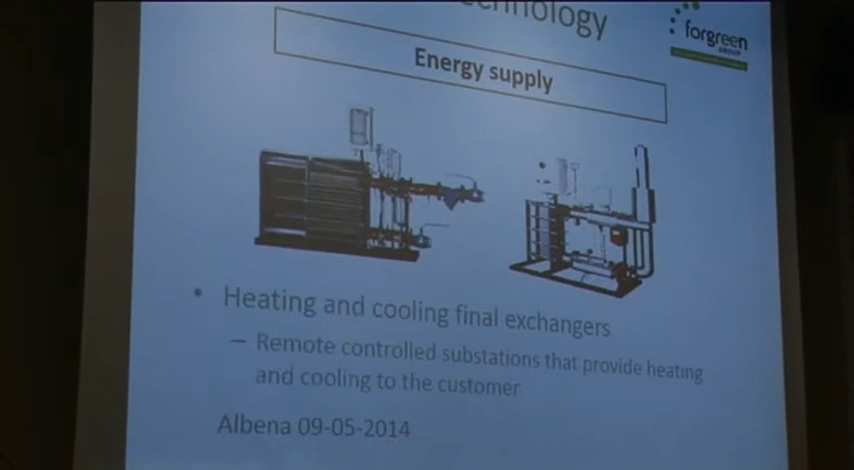 Technology
forgreen
GROUP
Energy supply
• Heating and cooling final exchangers
– Remote controlled substations that provide heating
and cooling to the customer
Albena 09-05-2014